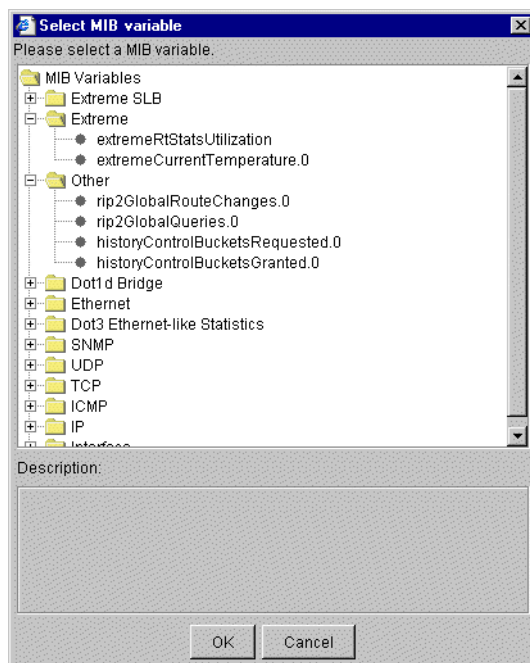 Select MIB variable
Please select a MIB variable.
MIB Variables
Extreme SLB
Extreme
extremeRtStatsUtilization
extremeCurrentTemperature.0
Other
rip2GlobalRouteChanges.0
rip2GlobalQueries.0
historyControlBucketsRequested.0
historyControlBucketsGranted.0
Dot1d Bridge
Ethernet
Dot3 Ethernet-like Statistics
SNMP
UDP
TCP
ICMP
IP
Interface
Description:
OK Cancel